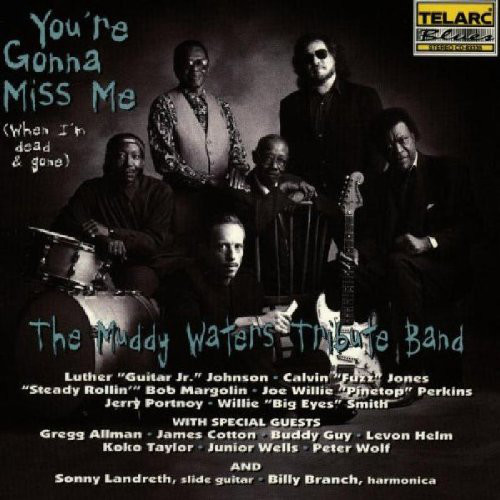 You're
Gonna
Miss Me
(When I'm
dead
& gone)
TELARC
Blues
STEREO CD-83335
The Muddy Waters Tribute Band
Luther "Guitar Jr." Johnson · Calvin "Fuzz" Jones
"Steady Rollin'" Bob Margolin · Joe Willie "Pinetop" Perkins
Jerry Portnoy · Willie "Big Eyes" Smith
WITH SPECIAL GUESTS
Gregg Allman · James Cotton · Buddy Guy · Levon Helm
Koko Taylor · Junior Wells · Peter Wolf
AND
Sonny Landreth, slide guitar · Billy Branch, harmonica